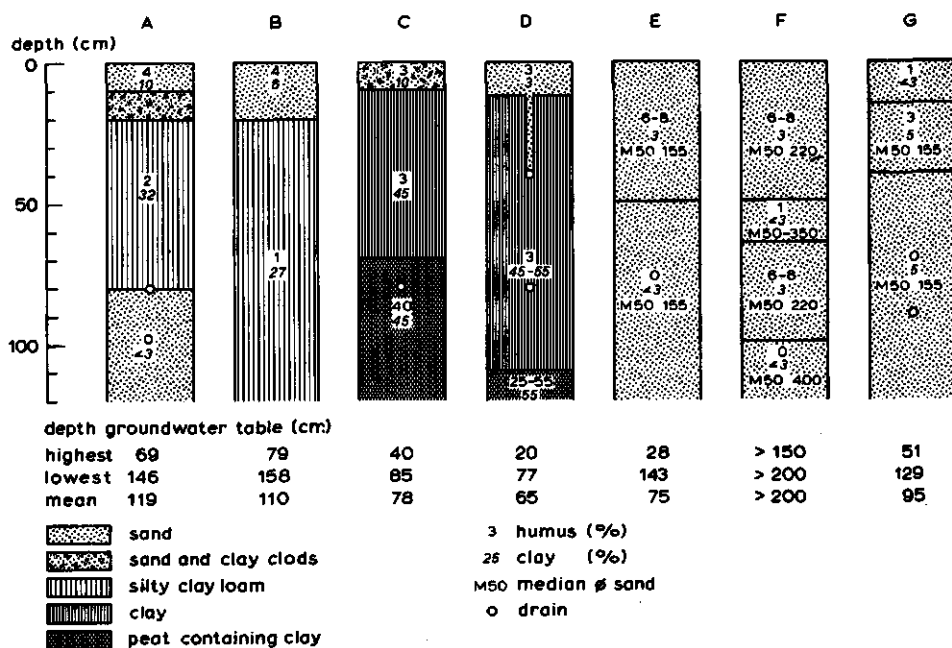 A B C D E F G
depth (cm)
0
50
100
4
10
2
32
0
<3
4
6
1
27
3
10
3
45
40
45
3
7
3
45-55
25-55
55
6-8
3
M50 155
0
<3
M50 155
6-8
3
M50 220
1
<3
M50-350
6-8
3
M50 220
0
<3
M50 400
1
<3
3
5
M50 155
0
5
M50 155
depth groundwater table (cm)
highest 69 79 40 20 28 > 150 51
lowest 146 158 85 77 143 > 200 129
mean 119 110 78 65 75 > 200 95
sand
sand and clay clods
silty clay loam
clay
peat containing clay
3 humus (%)
25 clay (%)
M50 median ø sand
o drain